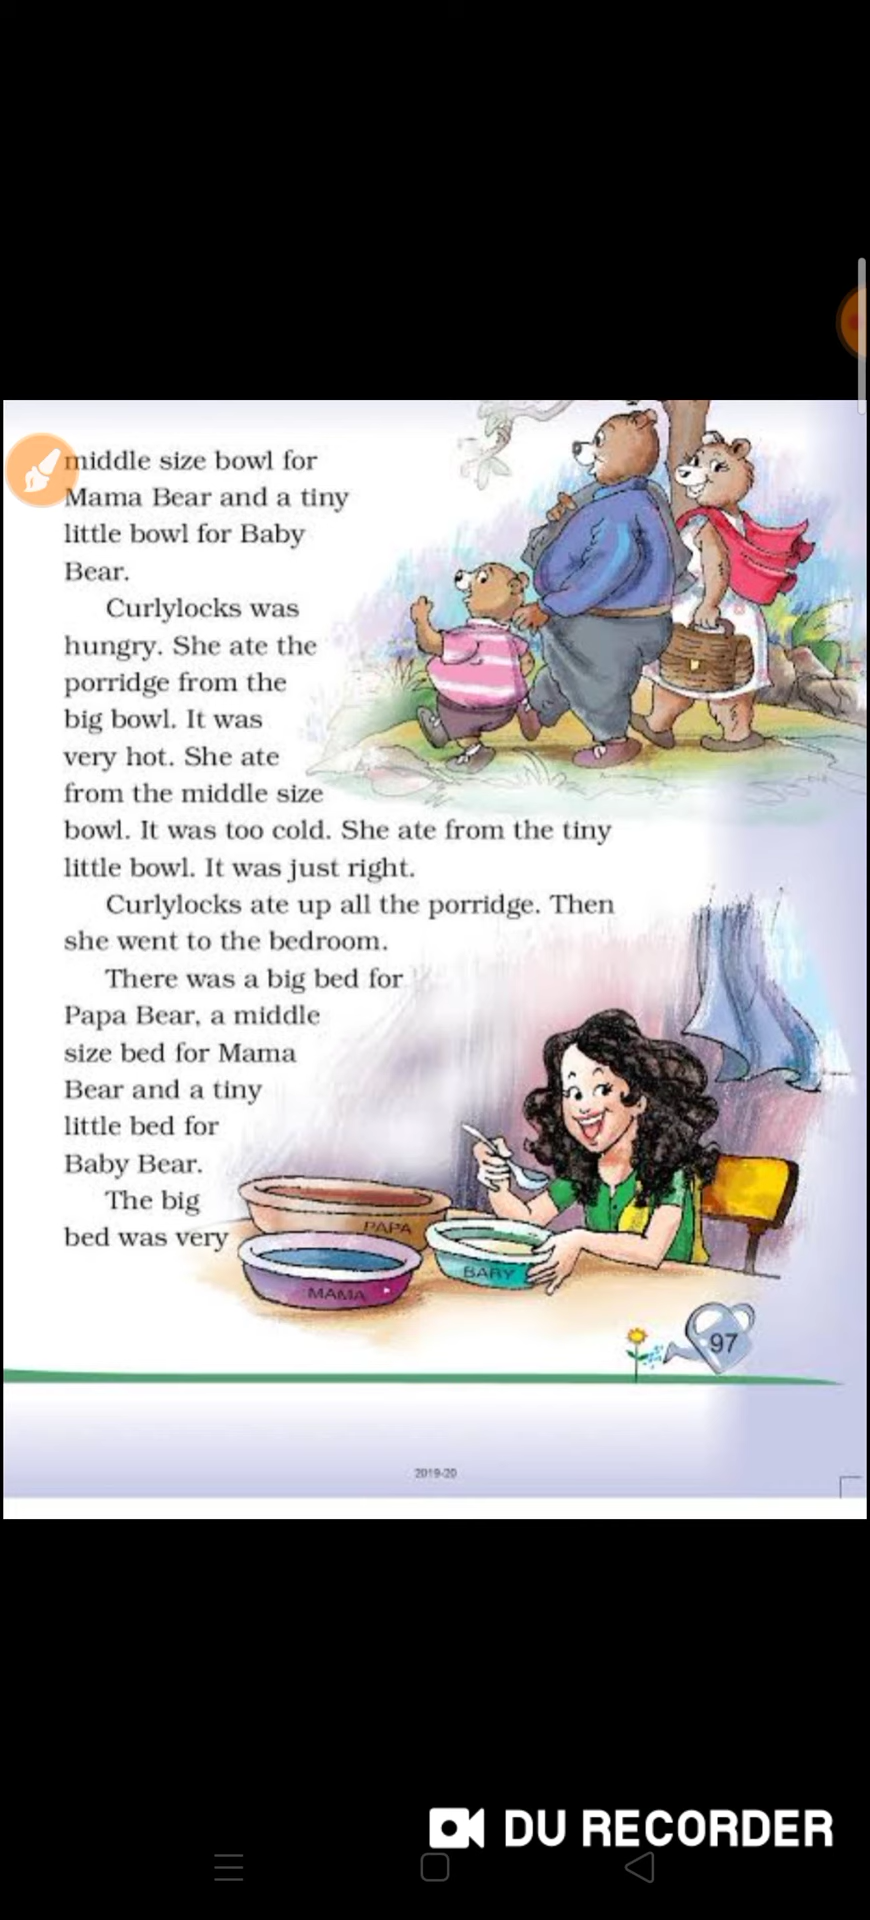 middle size bowl for
Mama Bear and a tiny
little bowl for Baby
Bear.
Curlylocks was
hungry. She ate the
porridge from the
big bowl. It was
very hot. She ate
from the middle size
bowl. It was too cold. She ate from the tiny
little bowl. It was just right.
Curlylocks ate up all the porridge. Then
she went to the bedroom.
There was a big bed for
Papa Bear, a middle
size bed for Mama
Bear and a tiny
little bed for
Baby Bear.
The big
bed was very
PAPA
BABY
MAMA
97
2019-20
DU RECORDER